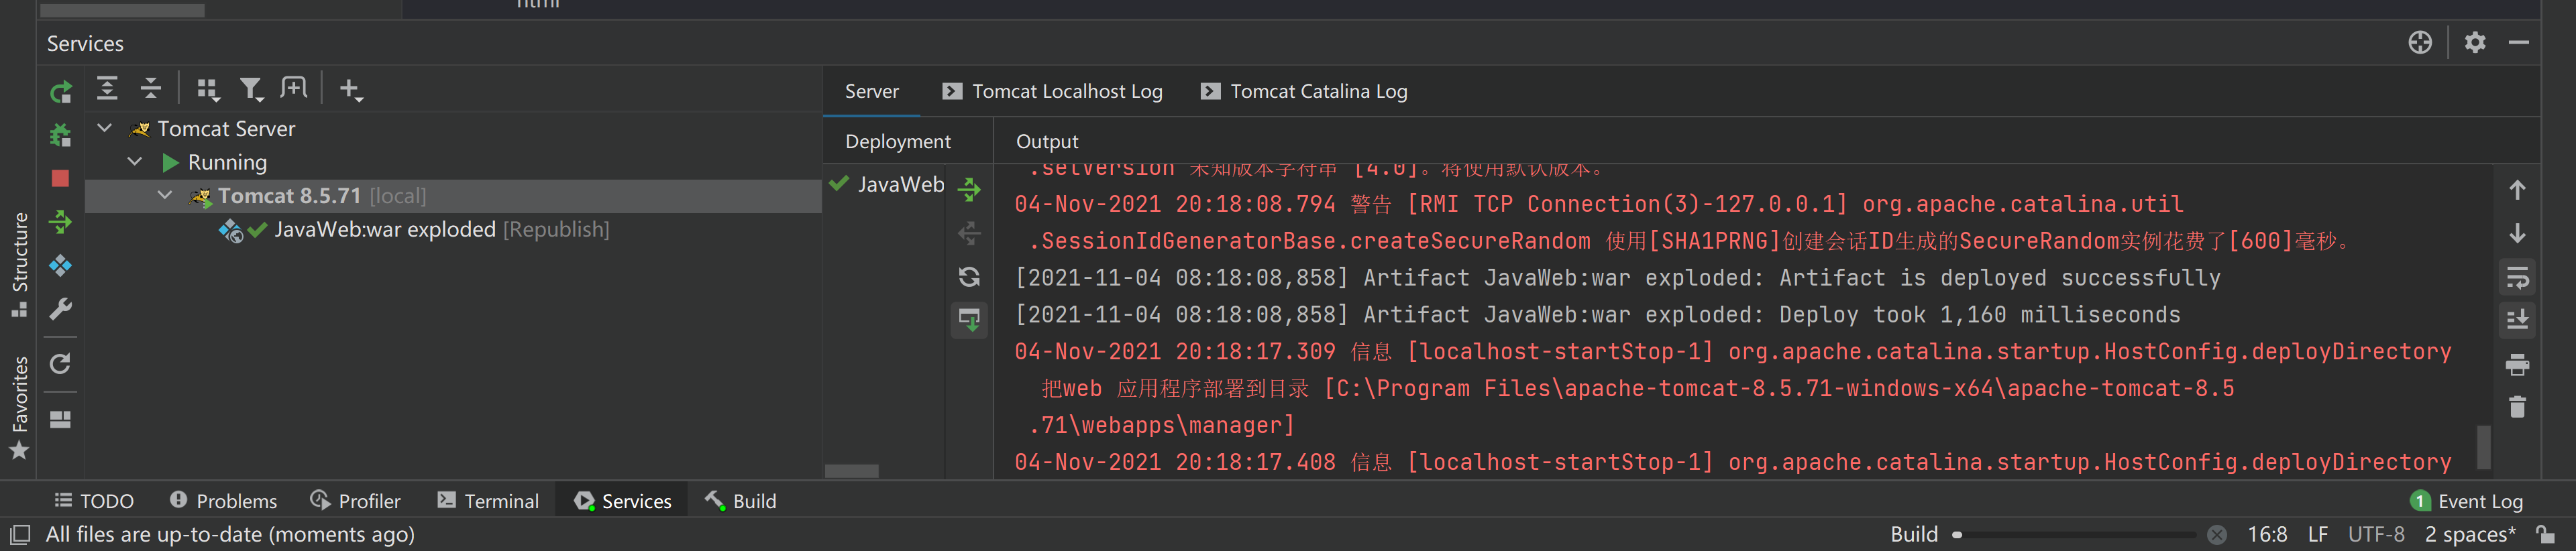 html
Services
Server
Tomcat Localhost Log
Tomcat Catalina Log
Tomcat Server
Running
Tomcat 8.5.71 [local]
JavaWeb:war exploded [Republish]
Deployment
Output
JavaWeb
.setVersion 未知版本字符串 [4.0]。将使用默认版本。
04-Nov-2021 20:18:08.794 警告 [RMI TCP Connection(3)-127.0.0.1] org.apache.catalina.util
.SessionIdGeneratorBase.createSecureRandom 使用[SHA1PRNG]创建会话ID生成的SecureRandom实例花费了[600]毫秒。
[2021-11-04 08:18:08,858] Artifact JavaWeb:war exploded: Artifact is deployed successfully
[2021-11-04 08:18:08,858] Artifact JavaWeb:war exploded: Deploy took 1,160 milliseconds
04-Nov-2021 20:18:17.309 信息 [localhost-startStop-1] org.apache.catalina.startup.HostConfig.deployDirectory
把web 应用程序部署到目录 [C:\Program Files\apache-tomcat-8.5.71-windows-x64\apache-tomcat-8.5
.71\webapps\manager]
04-Nov-2021 20:18:17.408 信息 [localhost-startStop-1] org.apache.catalina.startup.HostConfig.deployDirectory
Structure
Favorites
TODO
Problems
Profiler
Terminal
Services
Build
1 Event Log
All files are up-to-date (moments ago)
Build
16:8
LF
UTF-8
2 spaces*